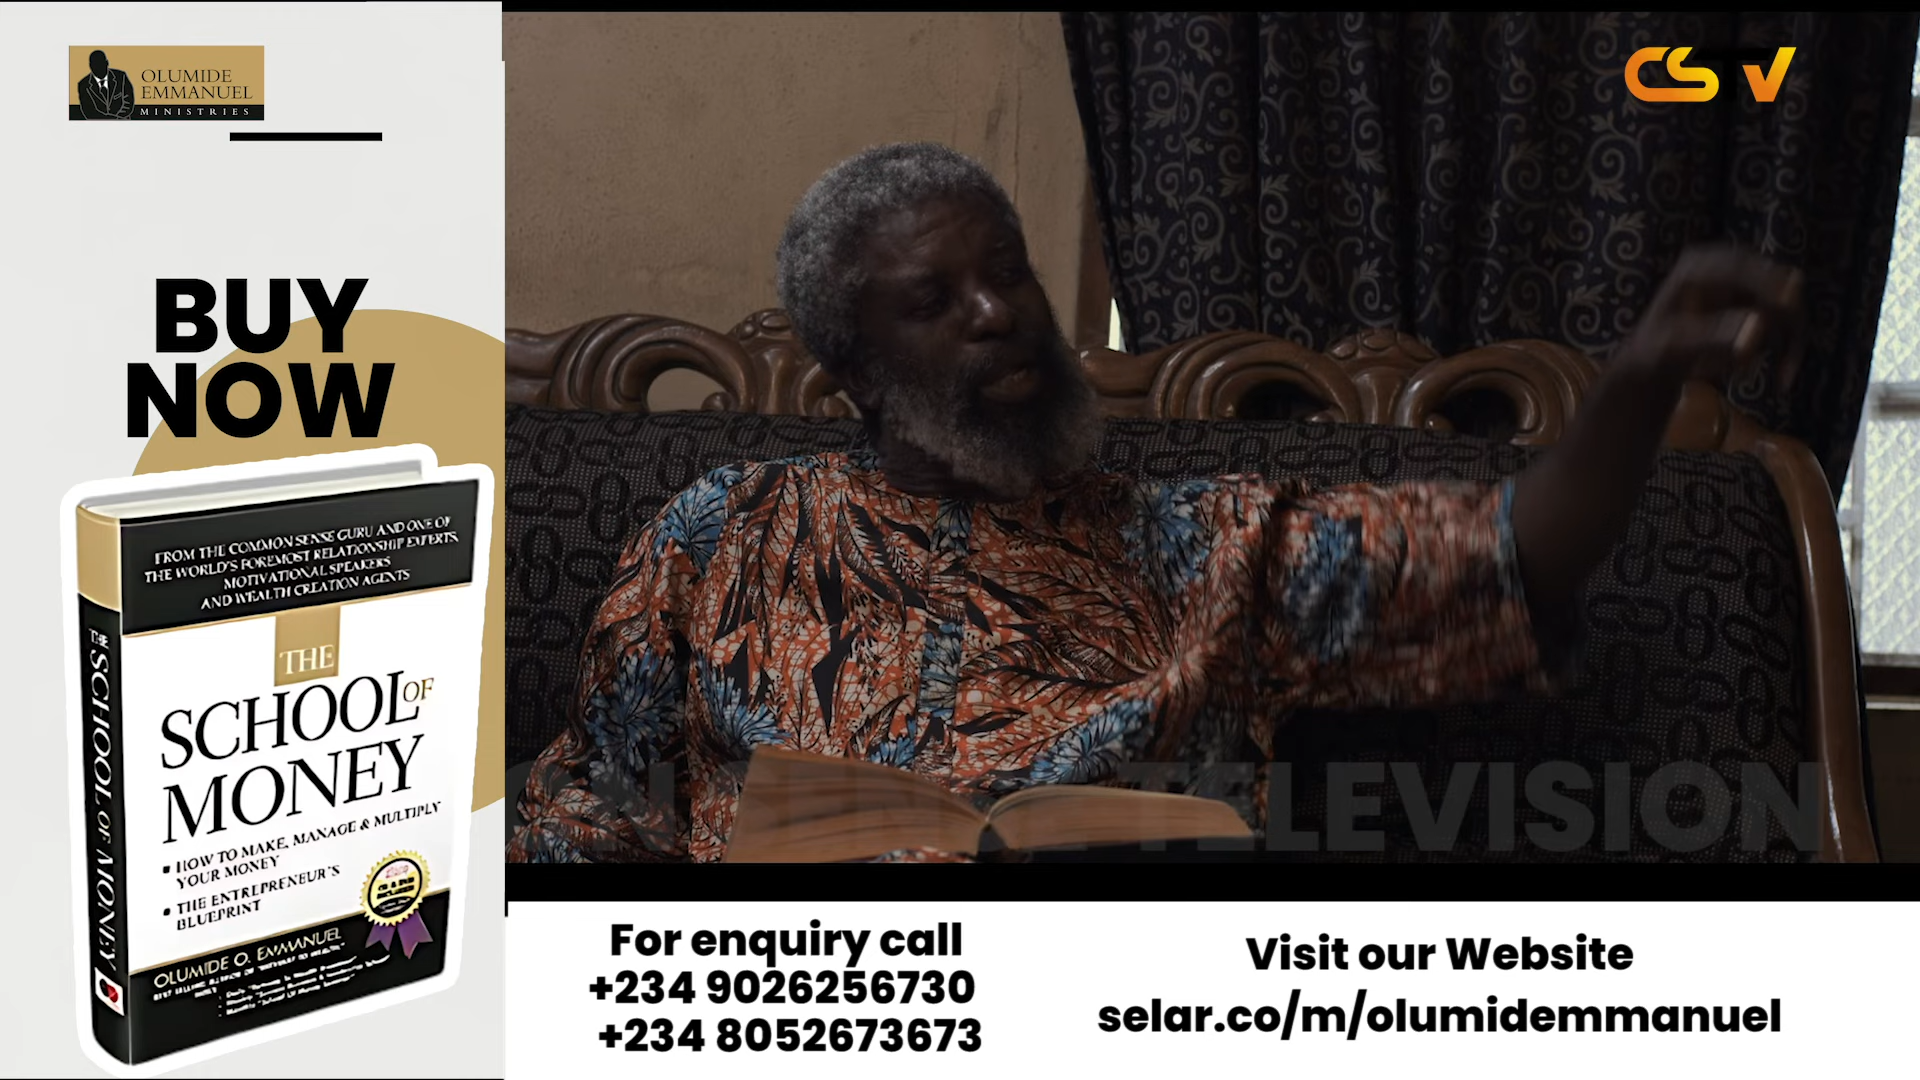 OLUMIDE
EMMANUEL
MINISTRIES
CSTV
BUY
NOW
FROM THE COMMON SENSE GURU AND ONE OF
THE WORLD'S FOREMOST RELATIONSHIP EXPERTS,
MOTIVATIONAL SPEAKERS
AND WEALTH CREATION AGENTS
THE
SCHOOL OF
MONEY
▪ HOW TO MAKE, MANAGE & MULTIPLY
YOUR MONEY
▪ THE ENTREPRENEUR'S
BLUEPRINT
OLUMIDE O. EMMANUEL
THE SCHOOL OF MONEY
TELEVISION
For enquiry call
+234 9026256730
+234 8052673673
Visit our Website
selar.co/m/olumidemmanuel